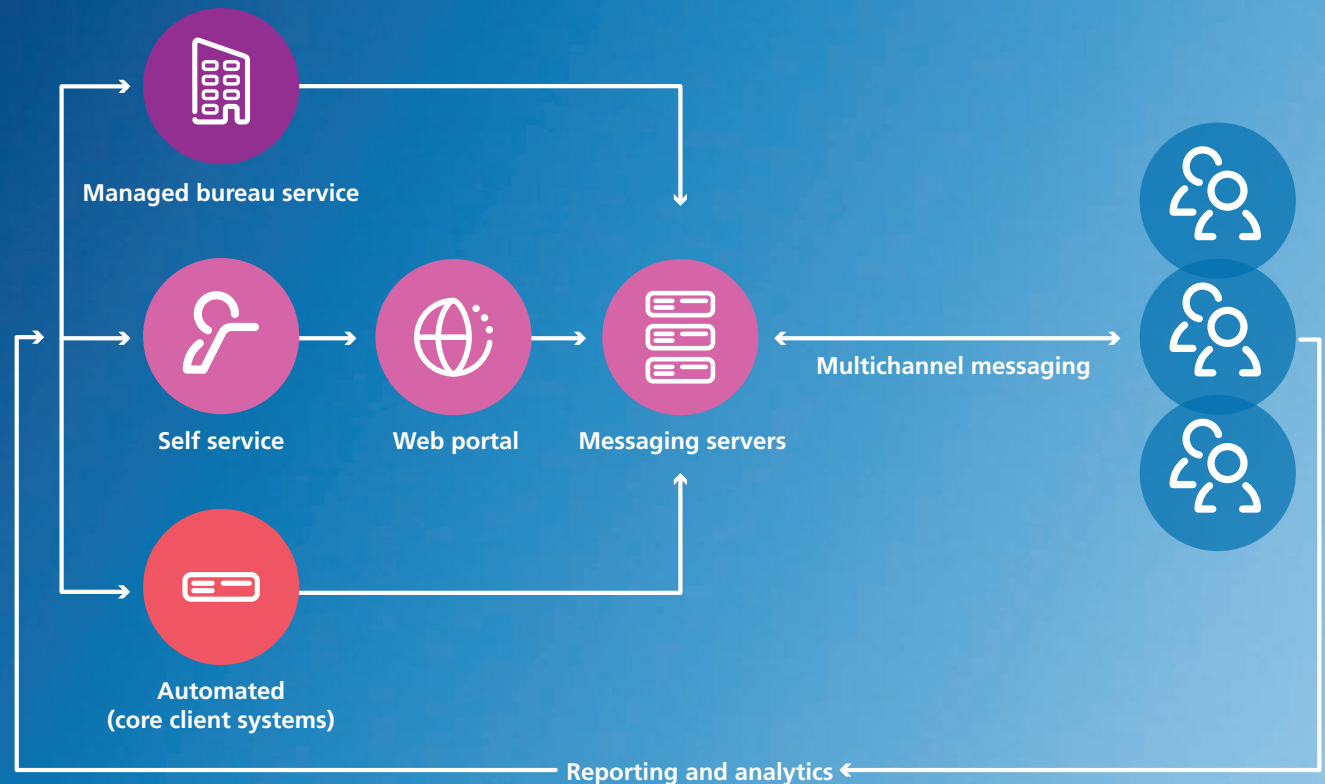 Managed bureau service
Self service
Web portal
Messaging servers
Multichannel messaging
Automated
(core client systems)
Reporting and analytics